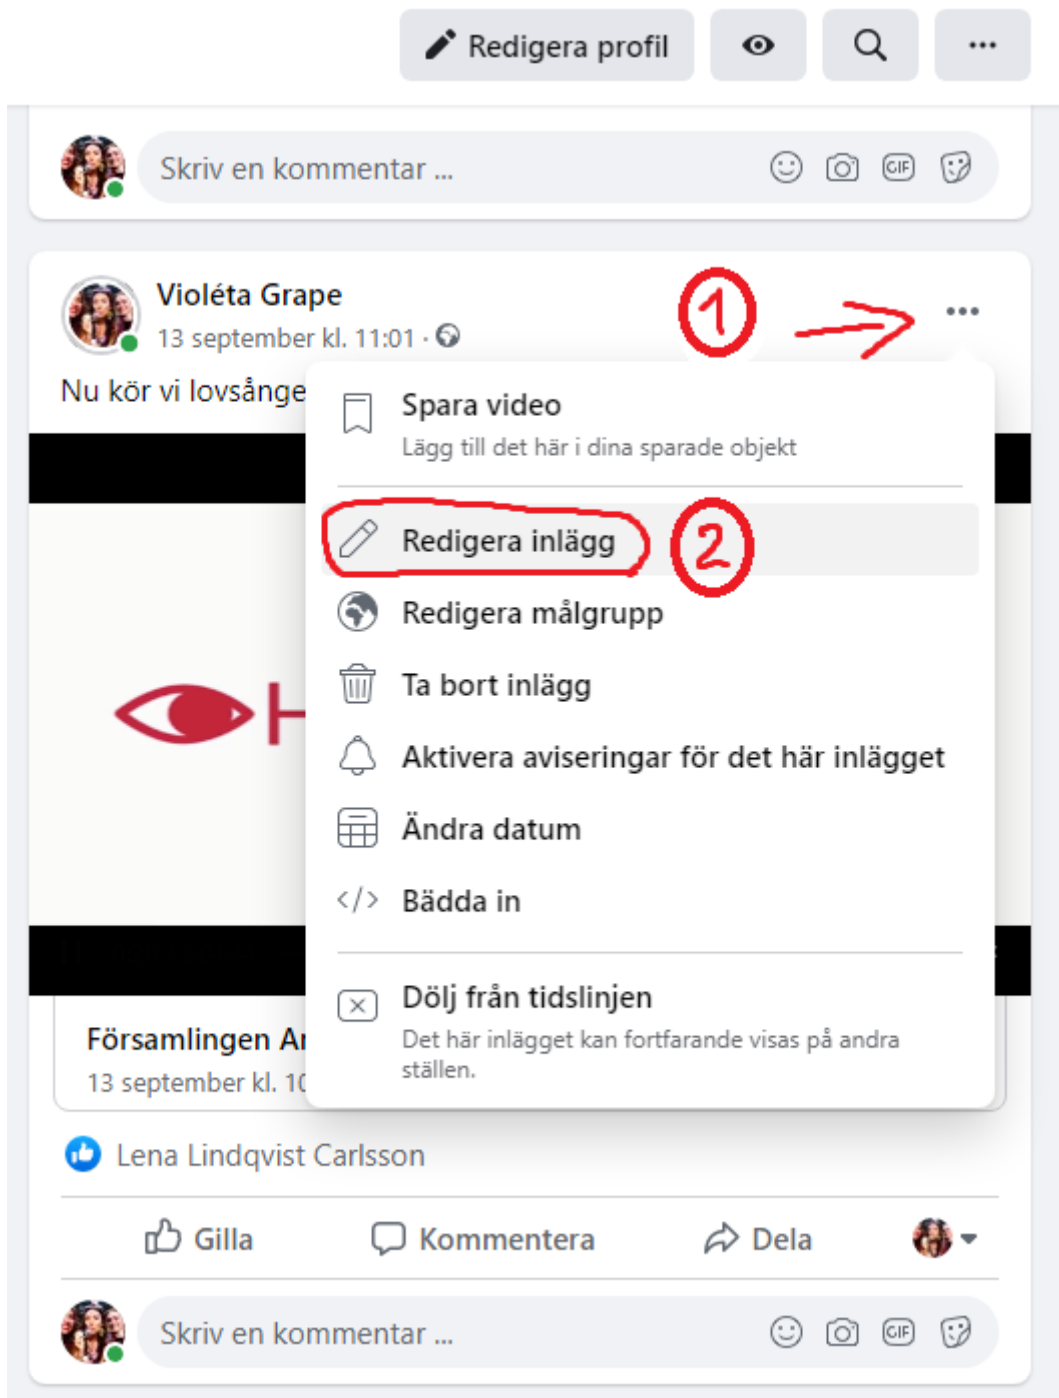 Redigera profil
Skriv en kommentar ...
GIF
Violéta Grape
13 september kl. 11:01 ·
1
Nu kör vi lovsånge
Spara video
Lägg till det här i dina sparade objekt
Redigera inlägg
2
Redigera målgrupp
Ta bort inlägg
Aktivera aviseringar för det här inlägget
Ändra datum
</> Bädda in
Dölj från tidslinjen
Det här inlägget kan fortfarande visas på andra
ställen.
Församlingen
13 september kl. 10
Lena Lindqvist Carlsson
Gilla Kommentera Dela
Skriv en kommentar ...
GIF